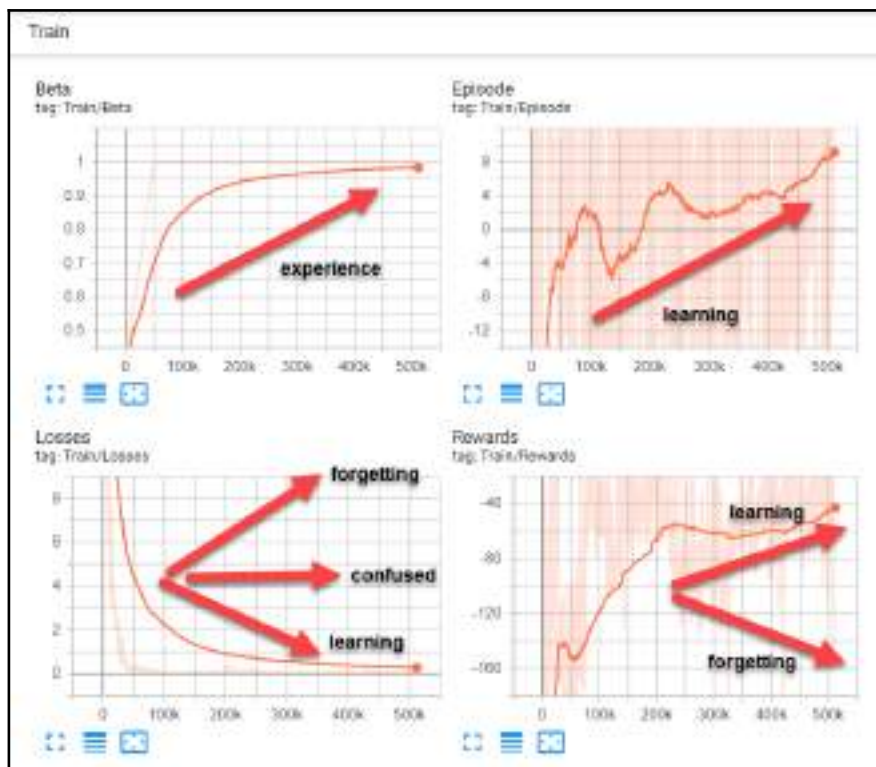 Train
Beta
tag: Train/Beta
1
0.9
0.8
0.7
0.6
0.5
0 100k 200k 300k 400k 500k
experience
Episode
tag: Train/Episode
8
4
0
-4
-8
-12
0 100k 200k 300k 400k 500k
learning
Losses
tag: Train/Losses
8
6
4
2
0
0 100k 200k 300k 400k 500k
forgetting
confused
learning
Rewards
tag: Train/Rewards
-40
-80
-120
-160
0 100k 200k 300k 400k 500k
learning
forgetting